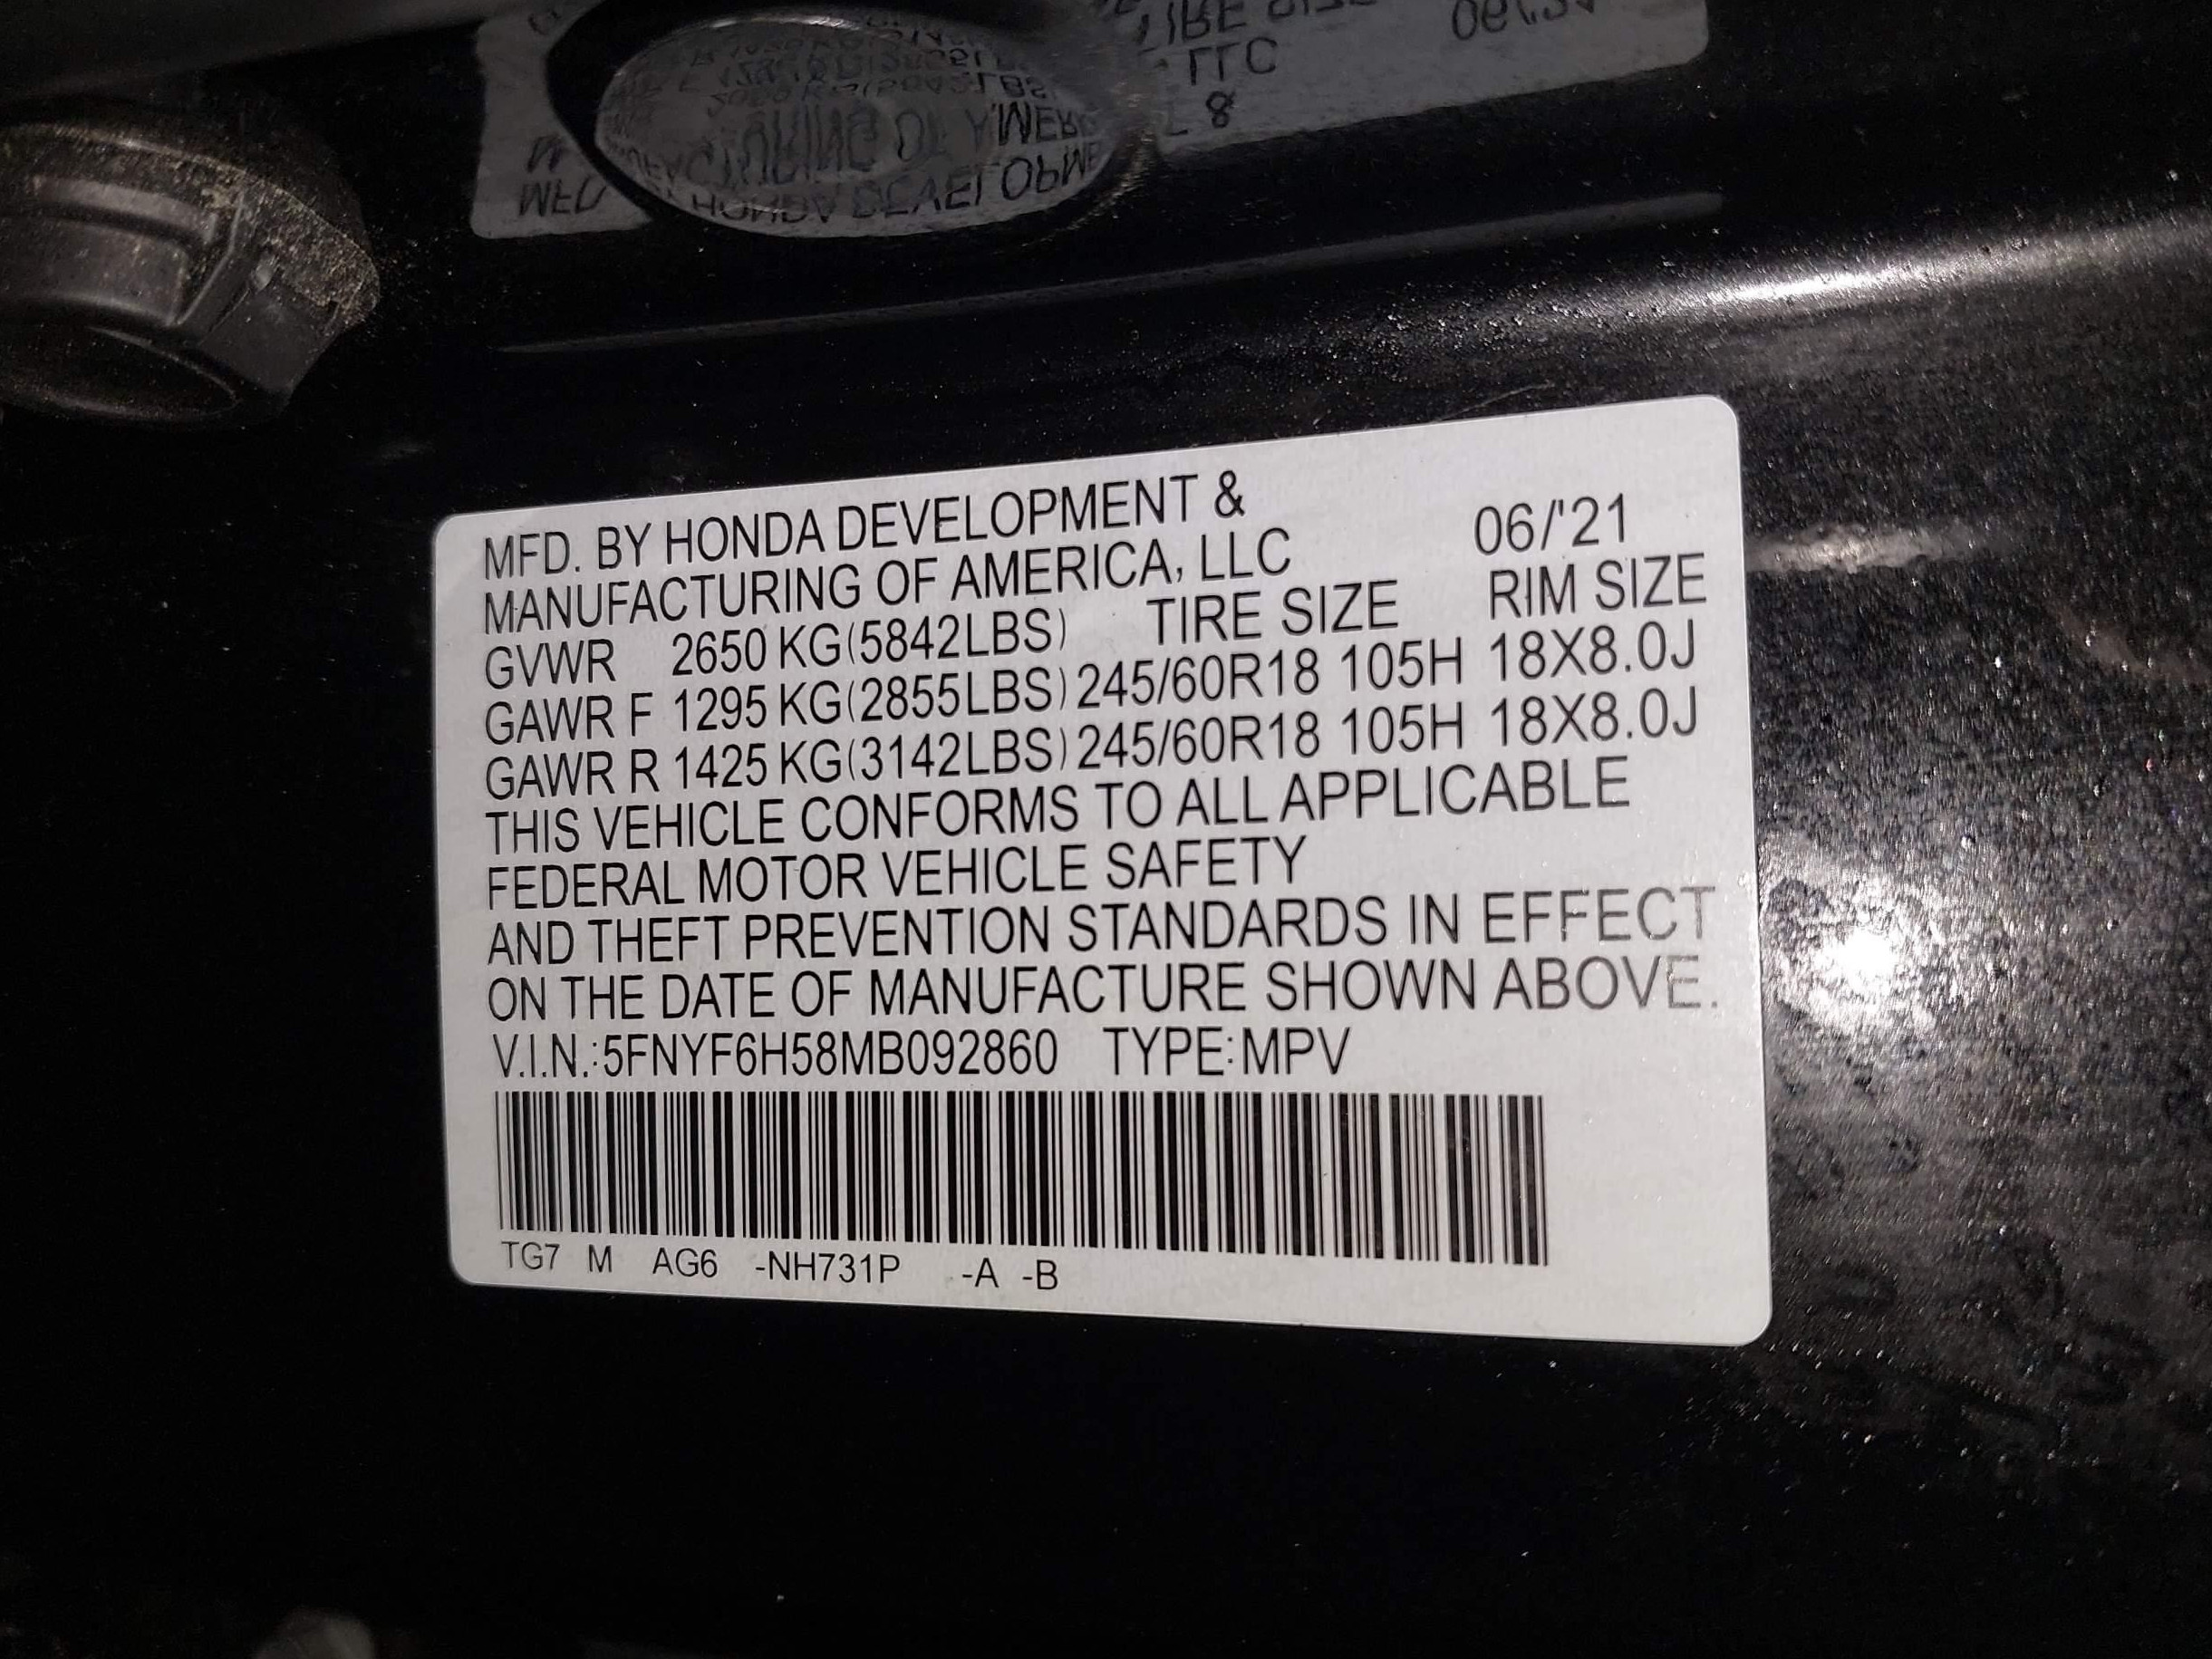 MFD. BY HONDA DEVELOPMENT &
MANUFACTURING OF AMERICA, LLC 06/'21
GVWR 2650 KG(5842LBS) TIRE SIZE RIM SIZE
GAWR F 1295 KG(2855LBS) 245/60R18 105H 18X8.0J
GAWR R 1425 KG(3142LBS) 245/60R18 105H 18X8.0J
THIS VEHICLE CONFORMS TO ALL APPLICABLE
FEDERAL MOTOR VEHICLE SAFETY
AND THEFT PREVENTION STANDARDS IN EFFECT
ON THE DATE OF MANUFACTURE SHOWN ABOVE.
V.I.N.:5FNYF6H58MB092860 TYPE:MPV
TG7 M AG6 -NH731P -A -B